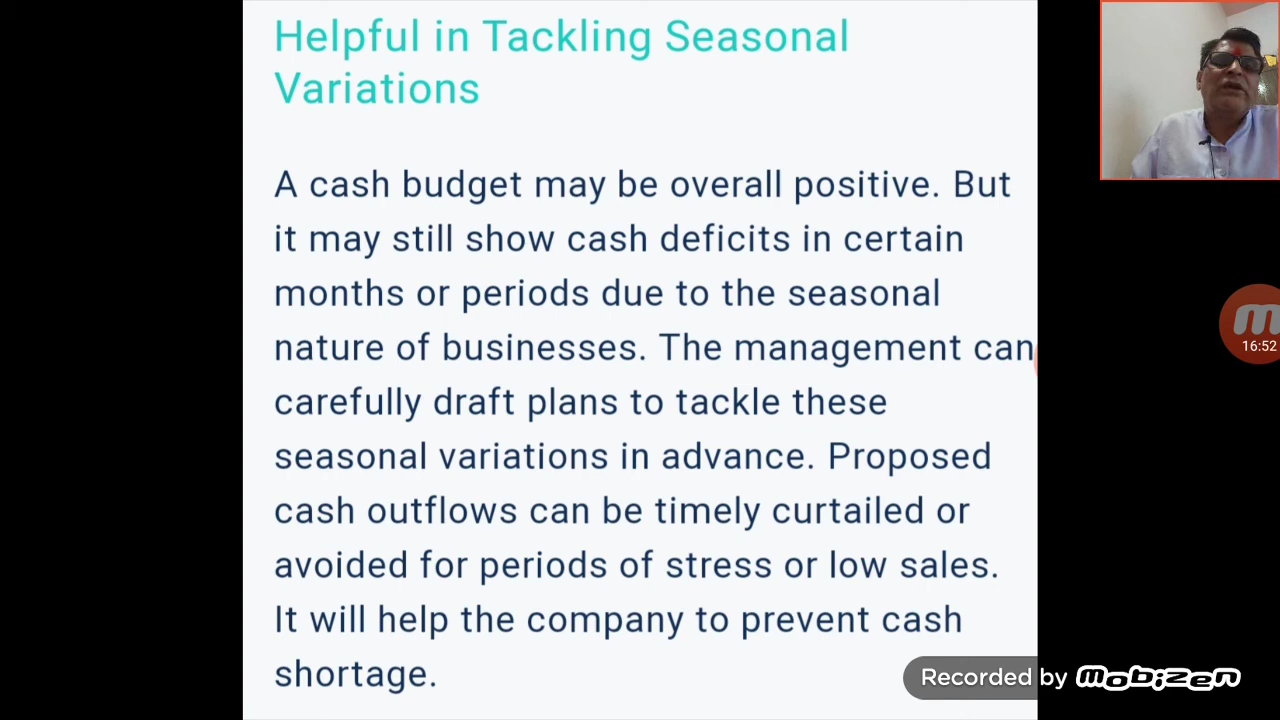 Helpful in Tackling Seasonal
Variations
A cash budget may be overall positive. But
it may still show cash deficits in certain
months or periods due to the seasonal
nature of businesses. The management can
carefully draft plans to tackle these
seasonal variations in advance. Proposed
cash outflows can be timely curtailed or
avoided for periods of stress or low sales.
It will help the company to prevent cash
shortage.
16:52
Recorded by Mobizen